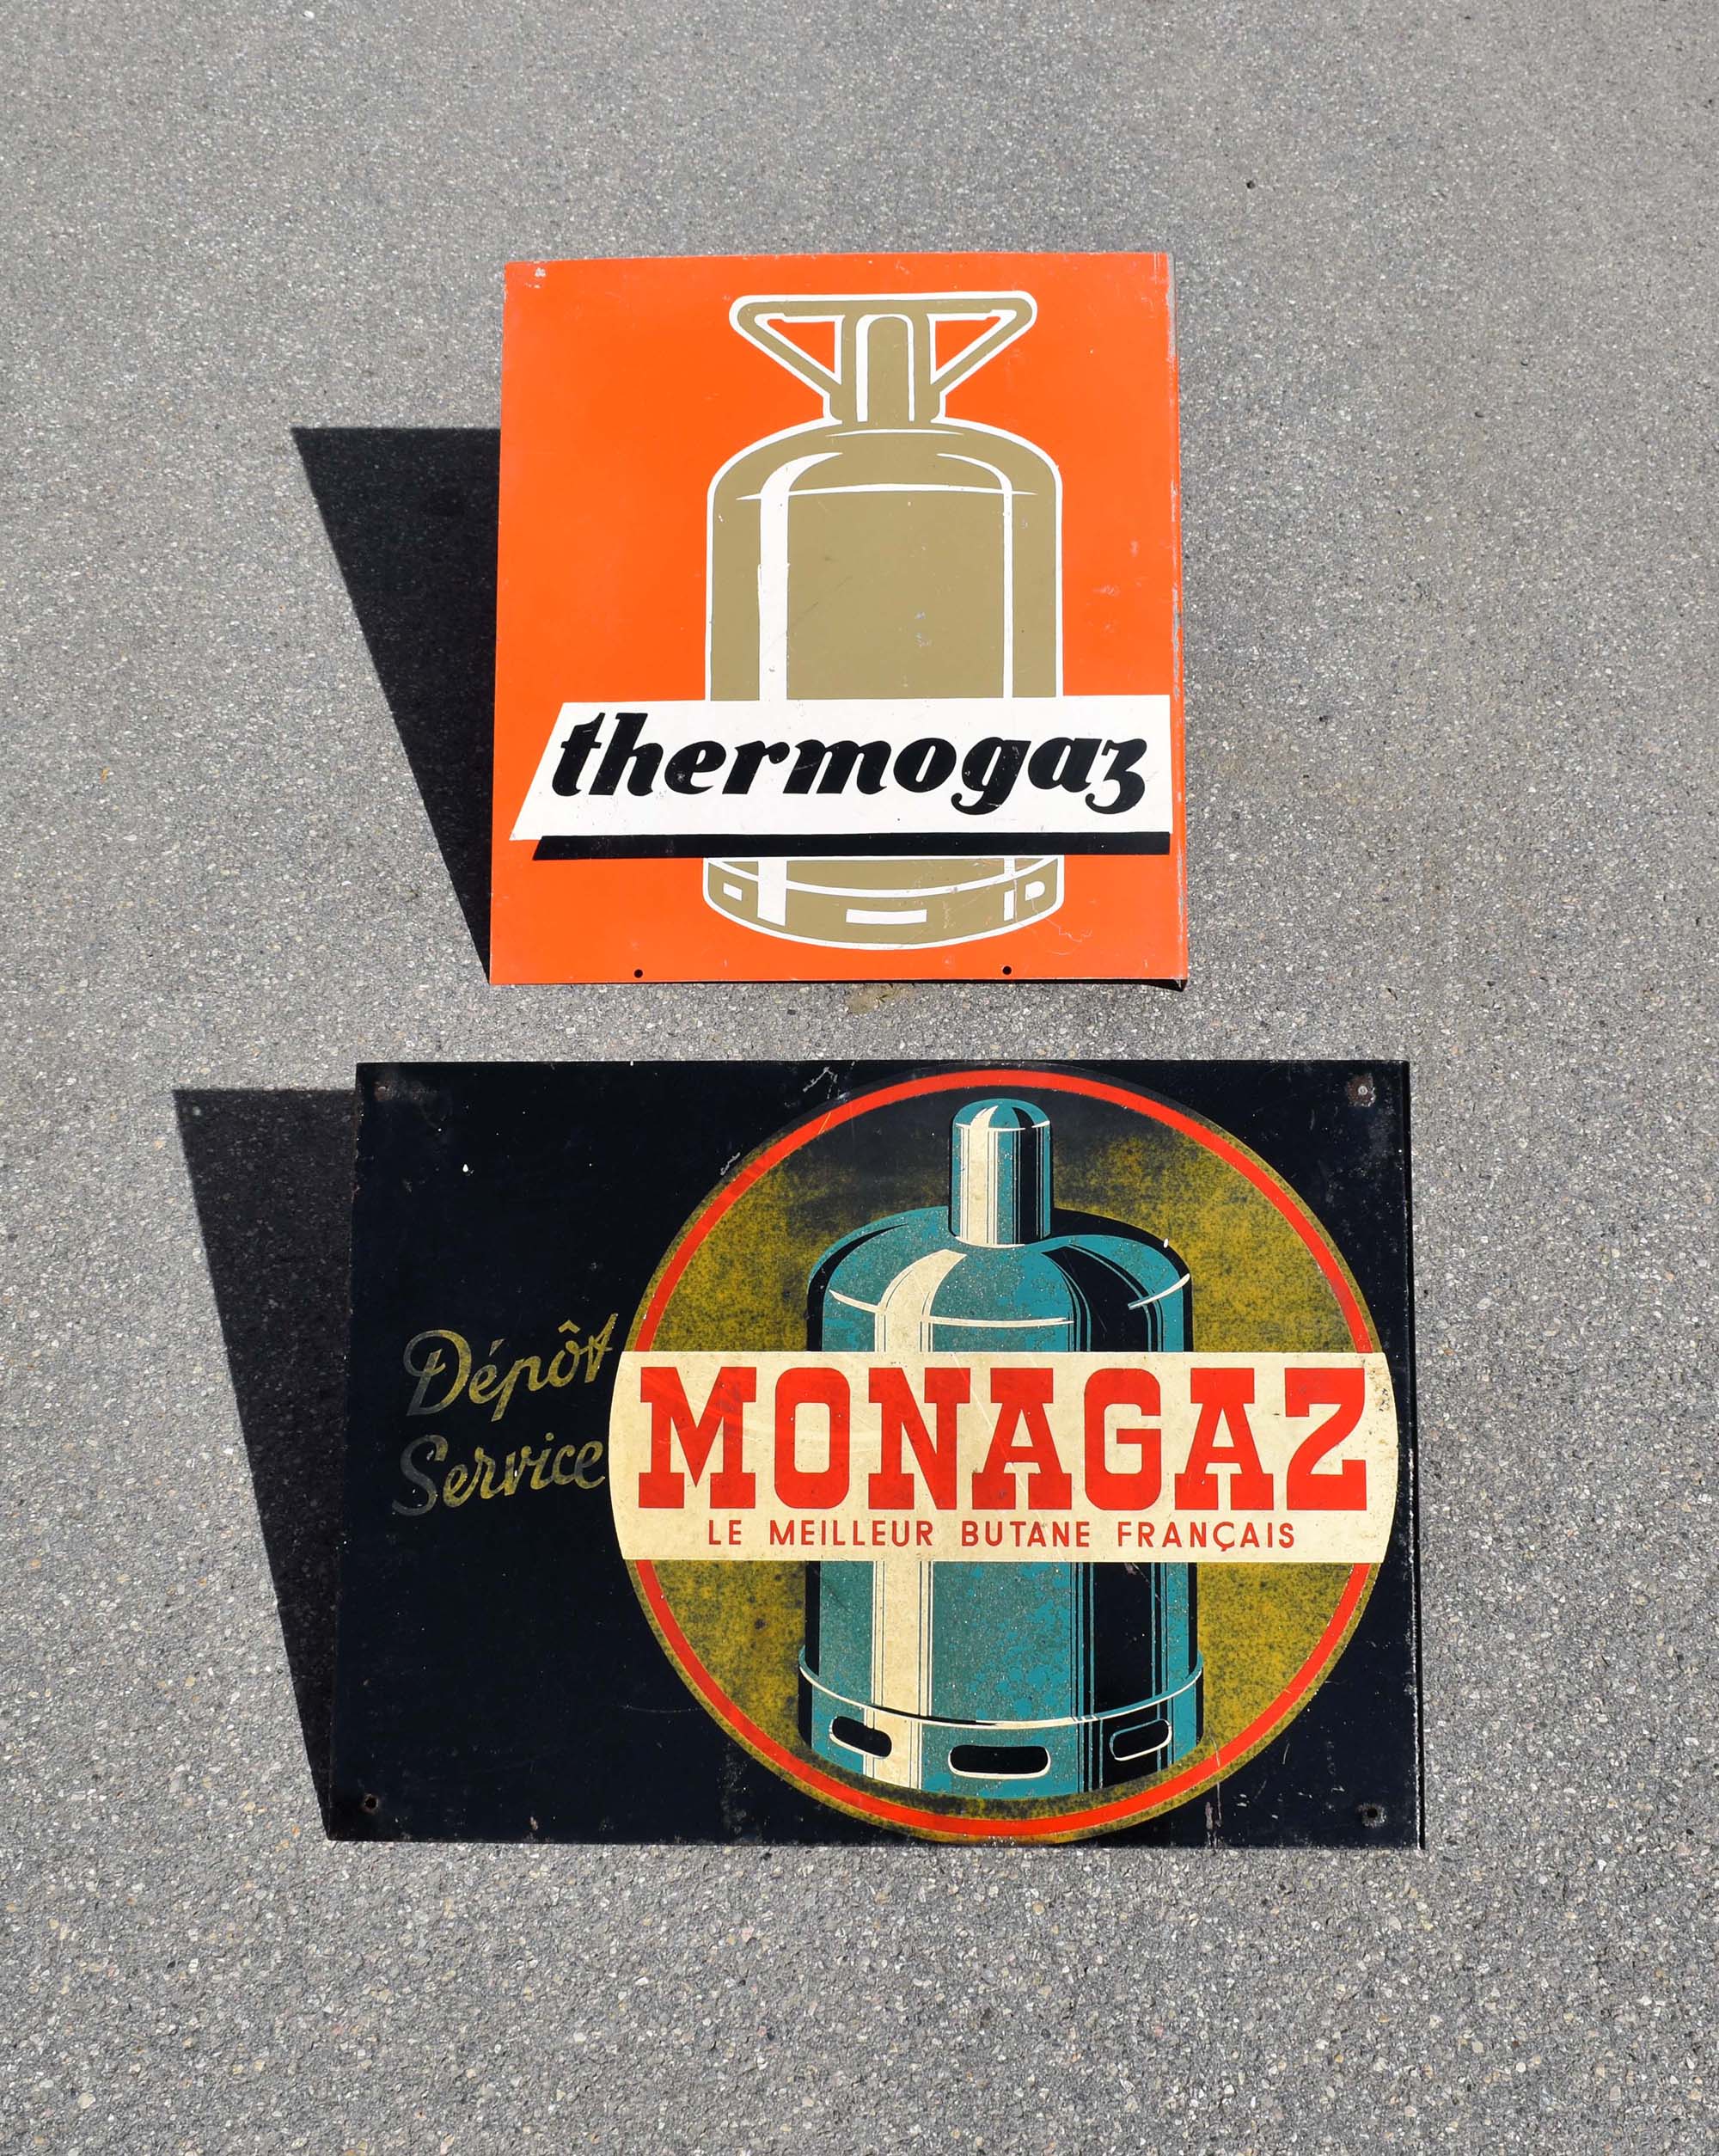 thermogaz
Dépôt
Service
MONAGAZ
LE MEILLEUR BUTANE FRANÇAIS